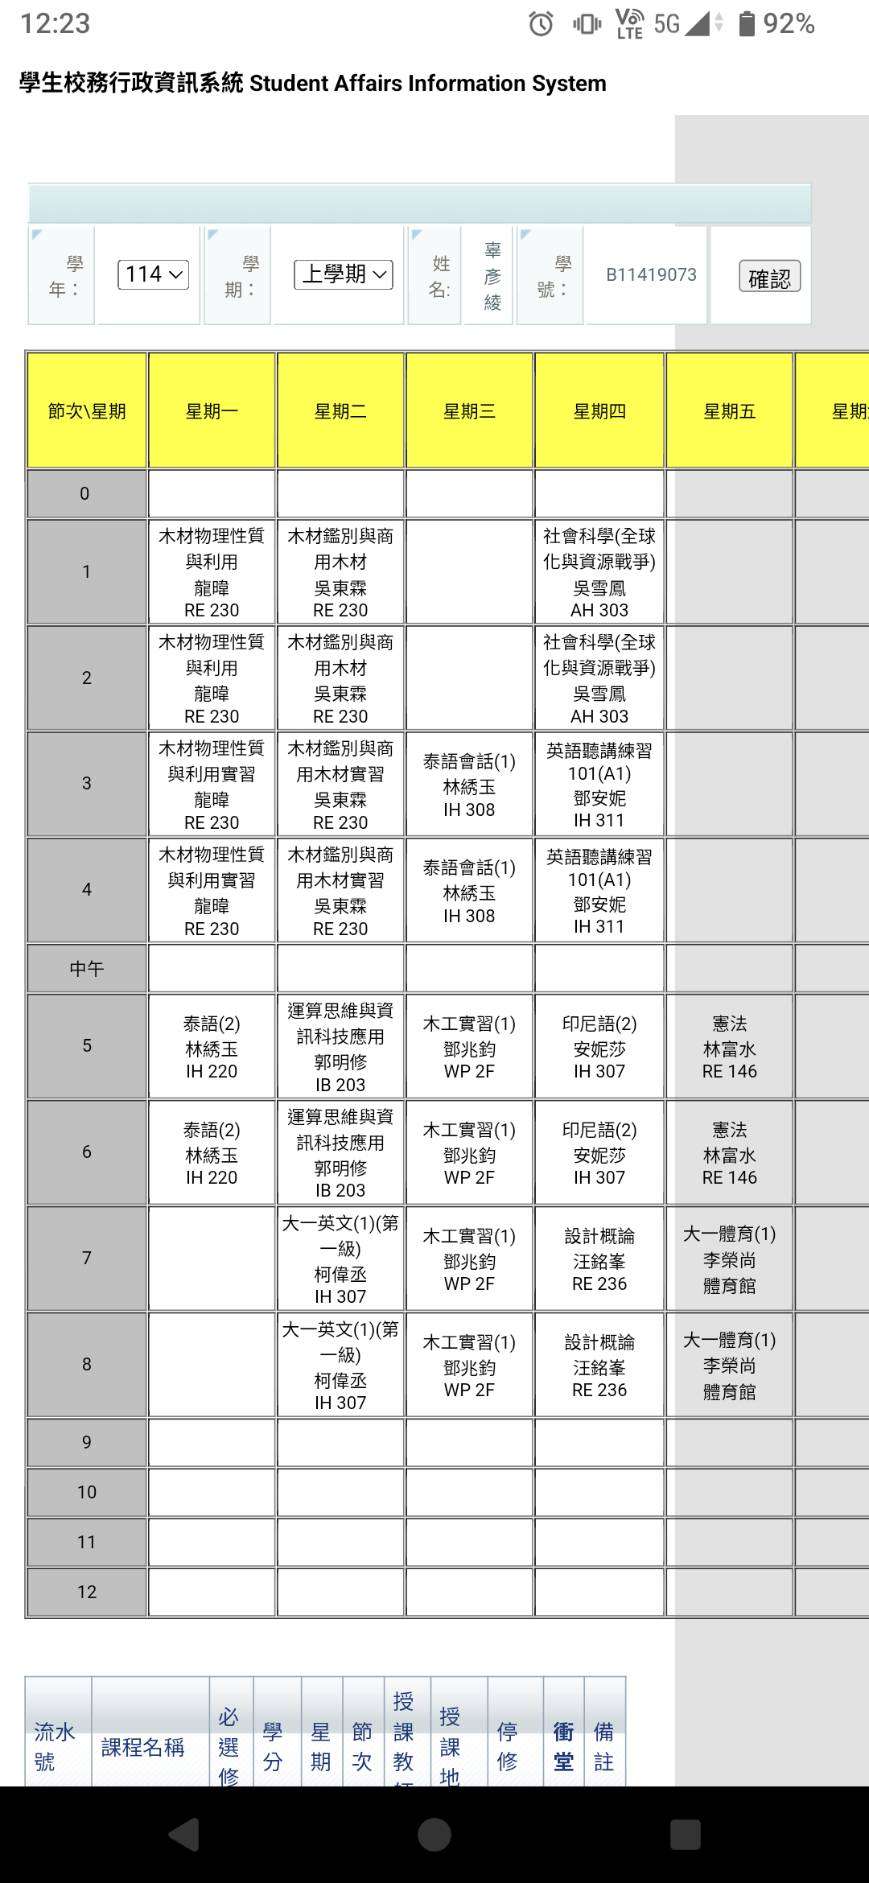 12:23
Vo LTE 5G 92%
學生校務行政資訊系統 Student Affairs Information System
學年： 114 學期： 上學期 姓名: 辜彥綾 學號： B11419073 確認
節次\星期 星期一 星期二 星期三 星期四 星期五 星期
0
1
木材物理性質與利用 龍暐 RE 230
木材鑑別與商用木材 吳東霖 RE 230
社會科學(全球化與資源戰爭) 吳雪鳳 AH 303
2
木材物理性質與利用 龍暐 RE 230
木材鑑別與商用木材 吳東霖 RE 230
社會科學(全球化與資源戰爭) 吳雪鳳 AH 303
3
木材物理性質與利用實習 龍暐 RE 230
木材鑑別與商用木材實習 吳東霖 RE 230
泰語會話(1) 林綉玉 IH 308
英語聽講練習101(A1) 鄧安妮 IH 311
4
木材物理性質與利用實習 龍暐 RE 230
木材鑑別與商用木材實習 吳東霖 RE 230
泰語會話(1) 林綉玉 IH 308
英語聽講練習101(A1) 鄧安妮 IH 311
中午
5
泰語(2) 林綉玉 IH 220
運算思維與資訊科技應用 郭明修 IB 203
木工實習(1) 鄧兆鈞 WP 2F
印尼語(2) 安妮莎 IH 307
憲法 林富水 RE 146
6
泰語(2) 林綉玉 IH 220
運算思維與資訊科技應用 郭明修 IB 203
木工實習(1) 鄧兆鈞 WP 2F
印尼語(2) 安妮莎 IH 307
憲法 林富水 RE 146
7
大一英文(1)(第一級) 柯偉丞 IH 307
木工實習(1) 鄧兆鈞 WP 2F
設計概論 汪銘峯 RE 236
大一體育(1) 李榮尚 體育館
8
大一英文(1)(第一級) 柯偉丞 IH 307
木工實習(1) 鄧兆鈞 WP 2F
設計概論 汪銘峯 RE 236
大一體育(1) 李榮尚 體育館
9
10
11
12
流水號 課程名稱 必選修 學分 星期 節次 授課教 授課地 停修 衝堂 備註